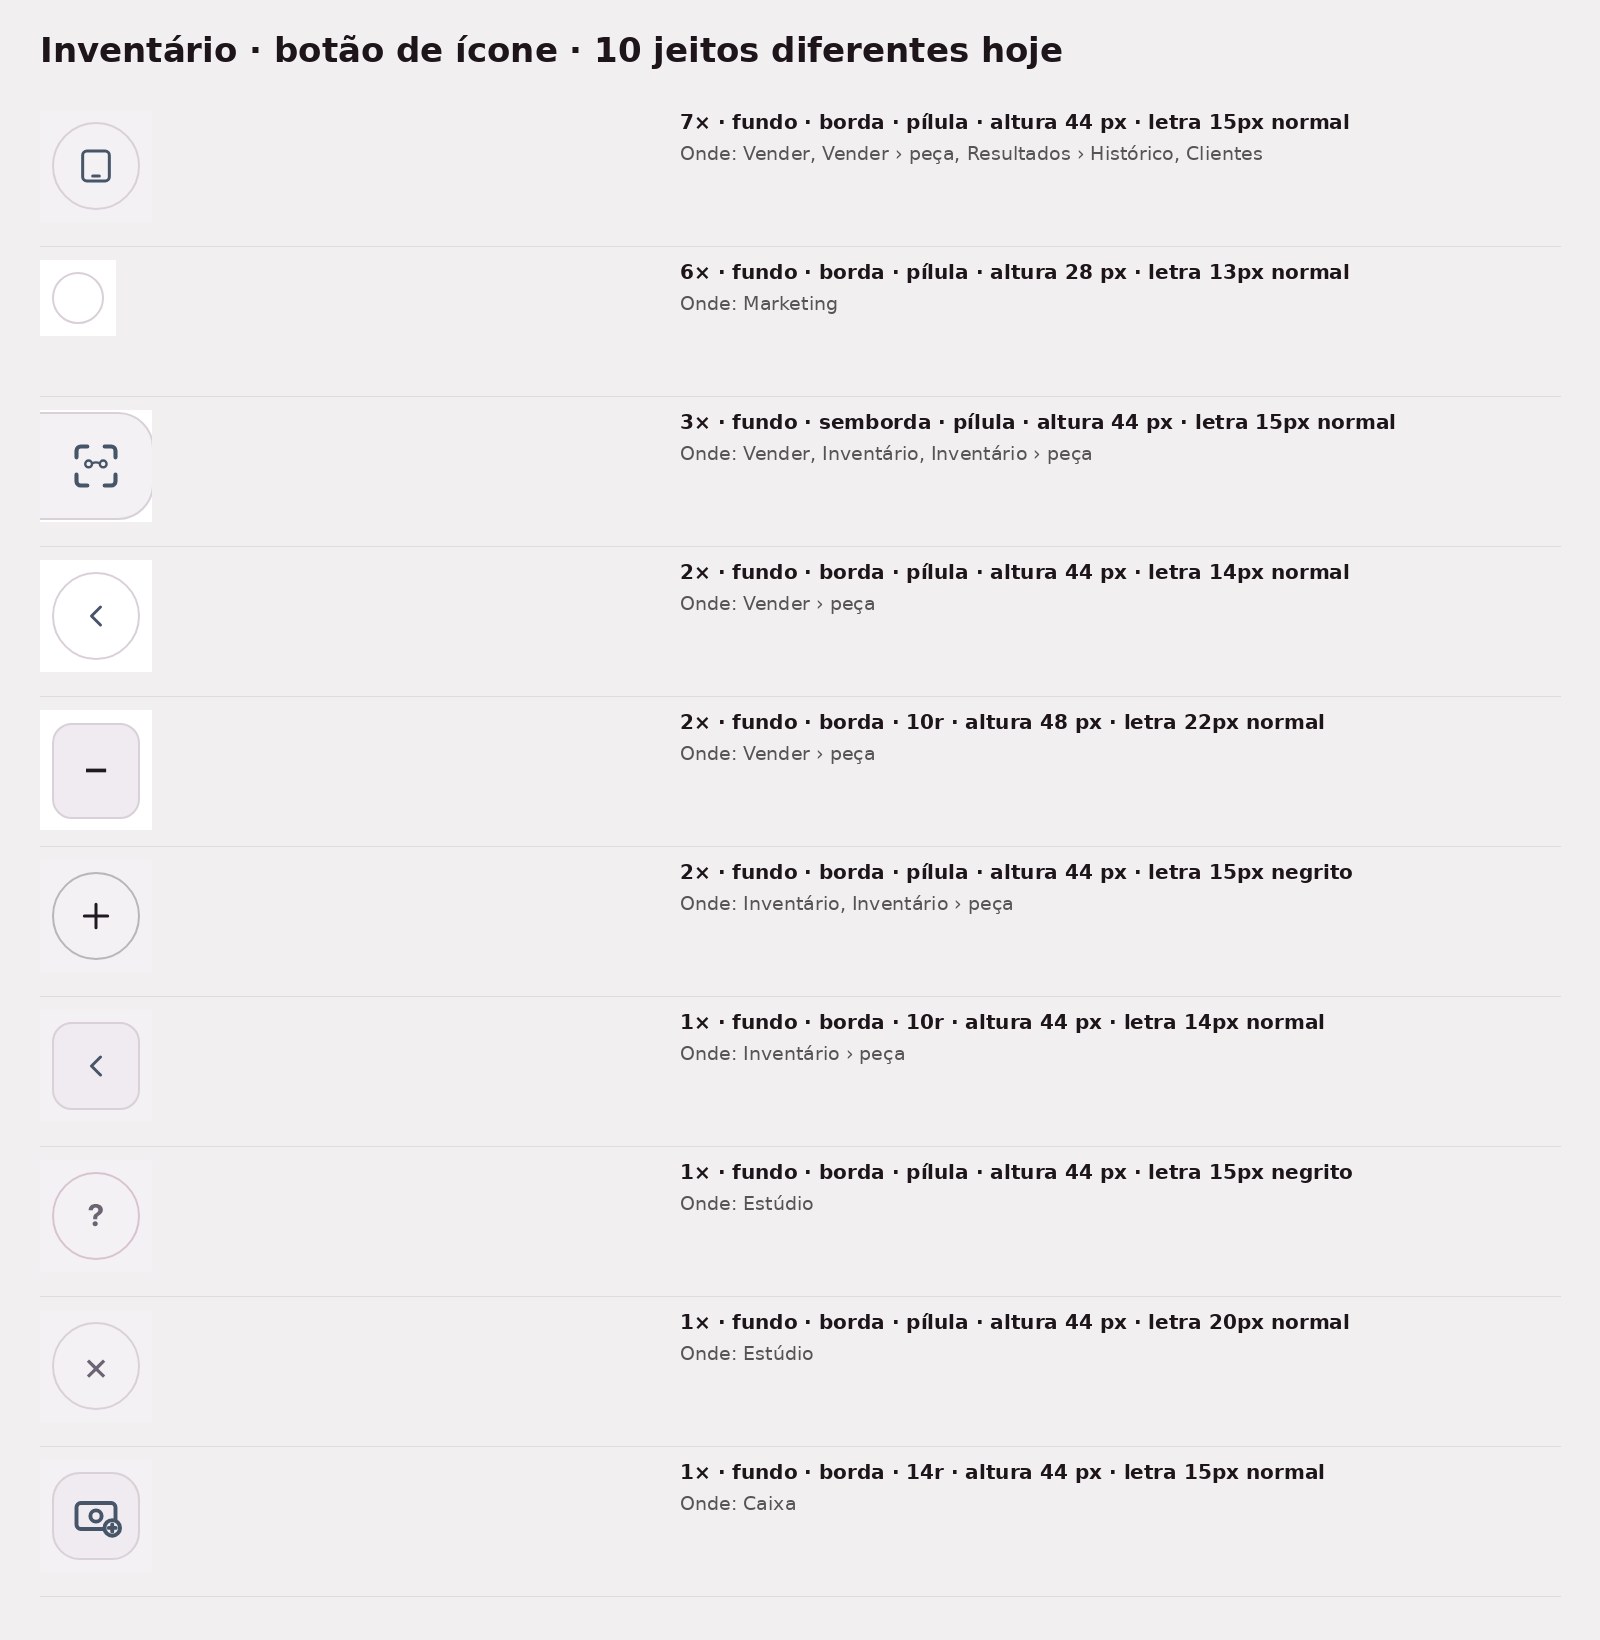 Inventário · botão de ícone · 10 jeitos diferentes hoje
7× · fundo · borda · pílula · altura 44 px · letra 15px normal
Onde: Vender, Vender › peça, Resultados › Histórico, Clientes
6× · fundo · borda · pílula · altura 28 px · letra 13px normal
Onde: Marketing
3× · fundo · semborda · pílula · altura 44 px · letra 15px normal
Onde: Vender, Inventário, Inventário › peça
2× · fundo · borda · pílula · altura 44 px · letra 14px normal
Onde: Vender › peça
2× · fundo · borda · 10r · altura 48 px · letra 22px normal
Onde: Vender › peça
2× · fundo · borda · pílula · altura 44 px · letra 15px negrito
Onde: Inventário, Inventário › peça
1× · fundo · borda · 10r · altura 44 px · letra 14px normal
Onde: Inventário › peça
?
1× · fundo · borda · pílula · altura 44 px · letra 15px negrito
Onde: Estúdio
1× · fundo · borda · pílula · altura 44 px · letra 20px normal
Onde: Estúdio
1× · fundo · borda · 14r · altura 44 px · letra 15px normal
Onde: Caixa